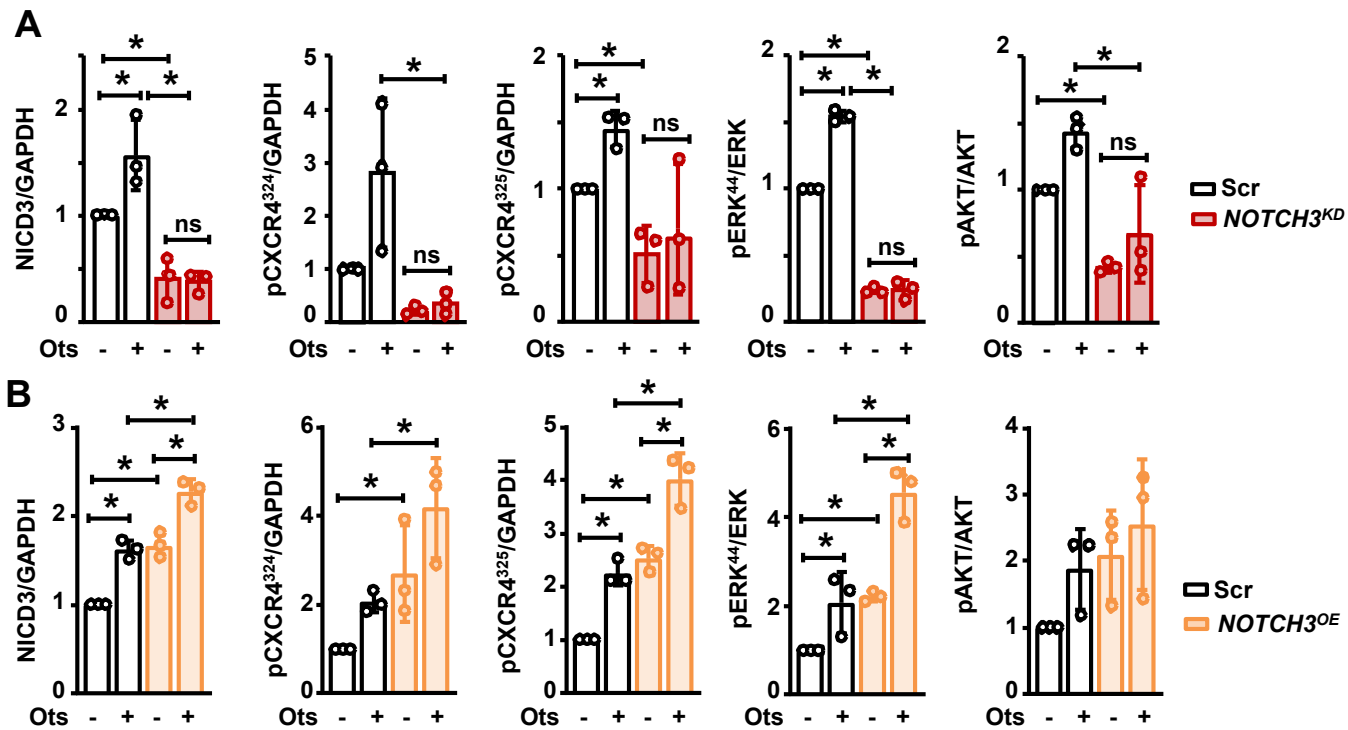 A
NICD3/GAPDH
2
1
0
*
*
*
ns
Ots - + - +
pCXCR4³²⁴/GAPDH
5
4
3
2
1
0
*
ns
- + - +
pCXCR4³²⁵/GAPDH
2
1
0
*
*
ns
- + - +
pERK⁴⁴/ERK
2
1
0
*
*
*
ns
- + - +
pAKT/AKT
2
1
0
*
*
ns
- + - +
Scr
NOTCH3ᴷᴰ
B
NICD3/GAPDH
3
2
1
0
*
*
*
*
Ots - + - +
pCXCR4³²⁴/GAPDH
6
4
2
0
*
*
Ots - + - +
pCXCR4³²⁵/GAPDH
5
4
3
2
1
0
*
*
*
*
Ots - + - +
pERK⁴⁴/ERK
6
4
2
0
*
*
*
*
Ots - + - +
pAKT/AKT
4
3
2
1
0
Ots - + - +
Scr
NOTCH3ᴼᴱ